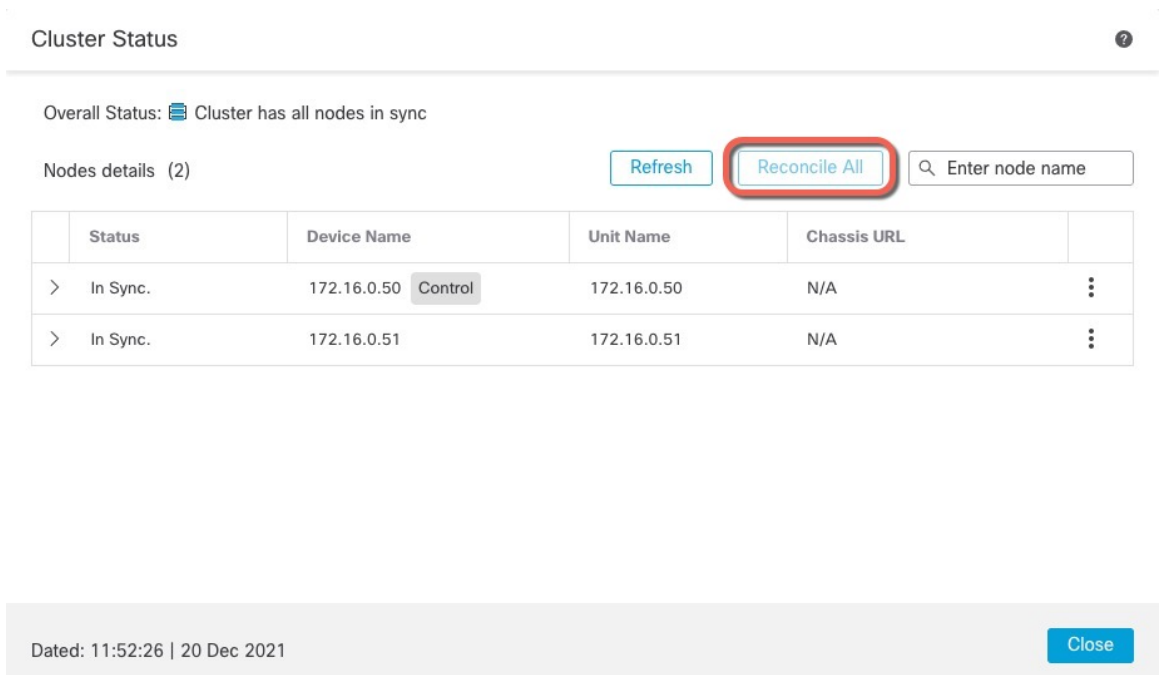 Cluster Status
Overall Status: Cluster has all nodes in sync
Nodes details (2) Refresh Reconcile All Enter node name
Status Device Name Unit Name Chassis URL
In Sync. 172.16.0.50 Control 172.16.0.50 N/A
In Sync. 172.16.0.51 172.16.0.51 N/A
Dated: 11:52:26 | 20 Dec 2021 Close